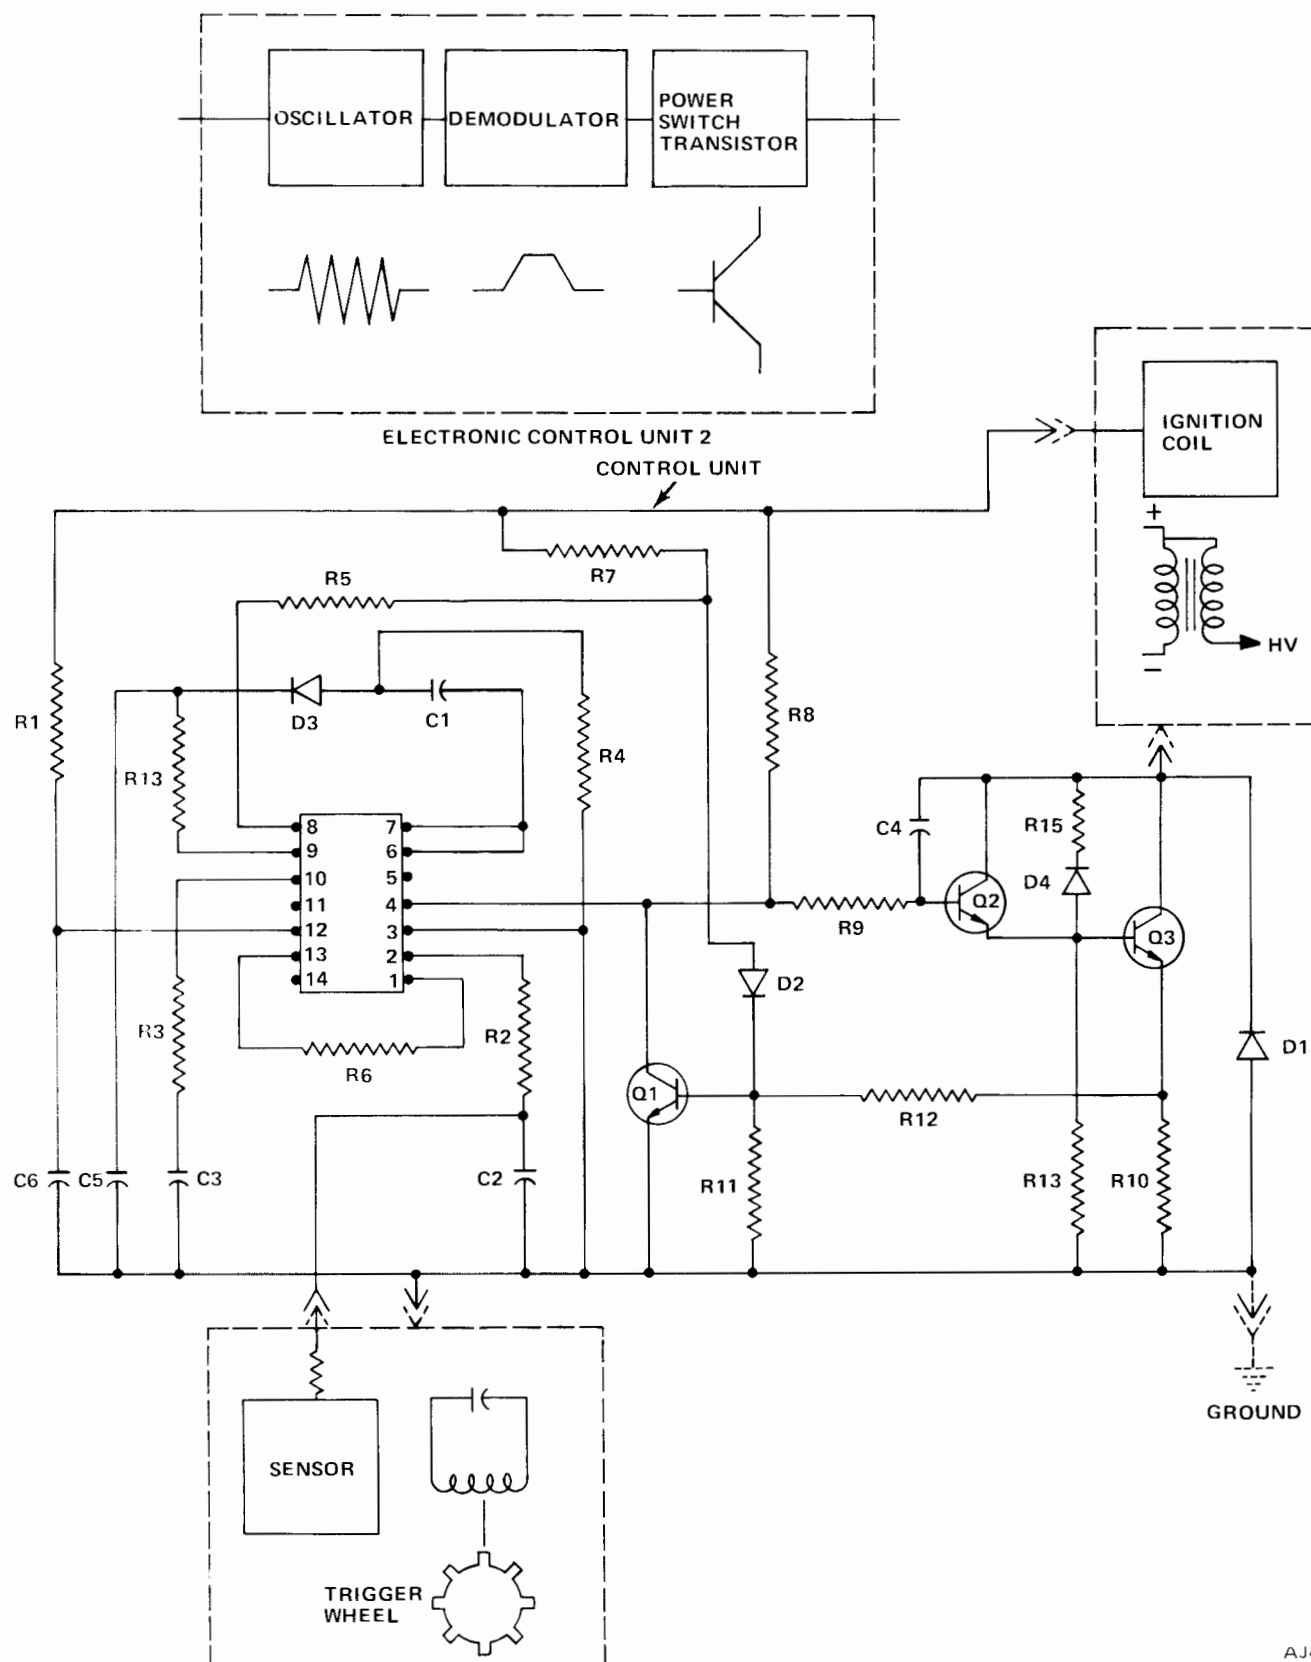 OSCILLATOR
DEMODULATOR
POWER
SWITCH
TRANSISTOR
ELECTRONIC CONTROL UNIT 2
CONTROL UNIT
IGNITION
COIL
+
−
HV
R7
R5
D3
C1
R1
R13
R4
R8
8 7
9 6
10 5
11 4
12 3
13 2
14 1
C4
R15
D4
Q2
Q3
R9
D2
R3
R6
R2
Q1
R12
D1
C6
C5
C3
C2
R11
R13
R10
GROUND
SENSOR
TRIGGER
WHEEL